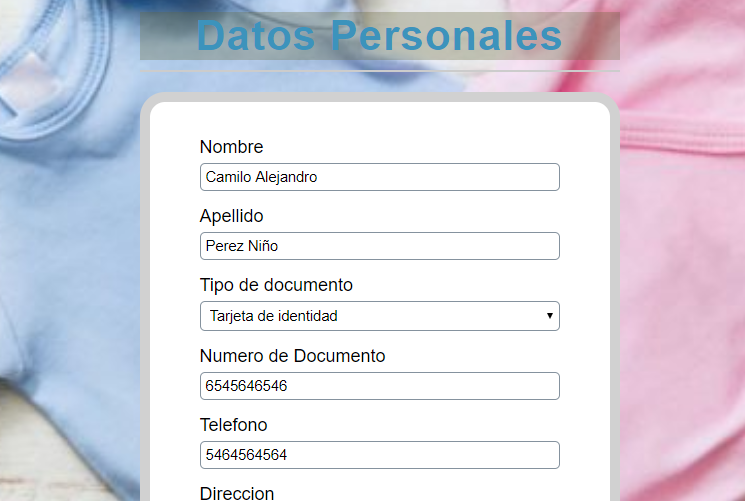 Datos Personales
Nombre
Camilo Alejandro
Apellido
Perez Niño
Tipo de documento
Tarjeta de identidad
Numero de Documento
6545646546
Telefono
5464564564
Direccion